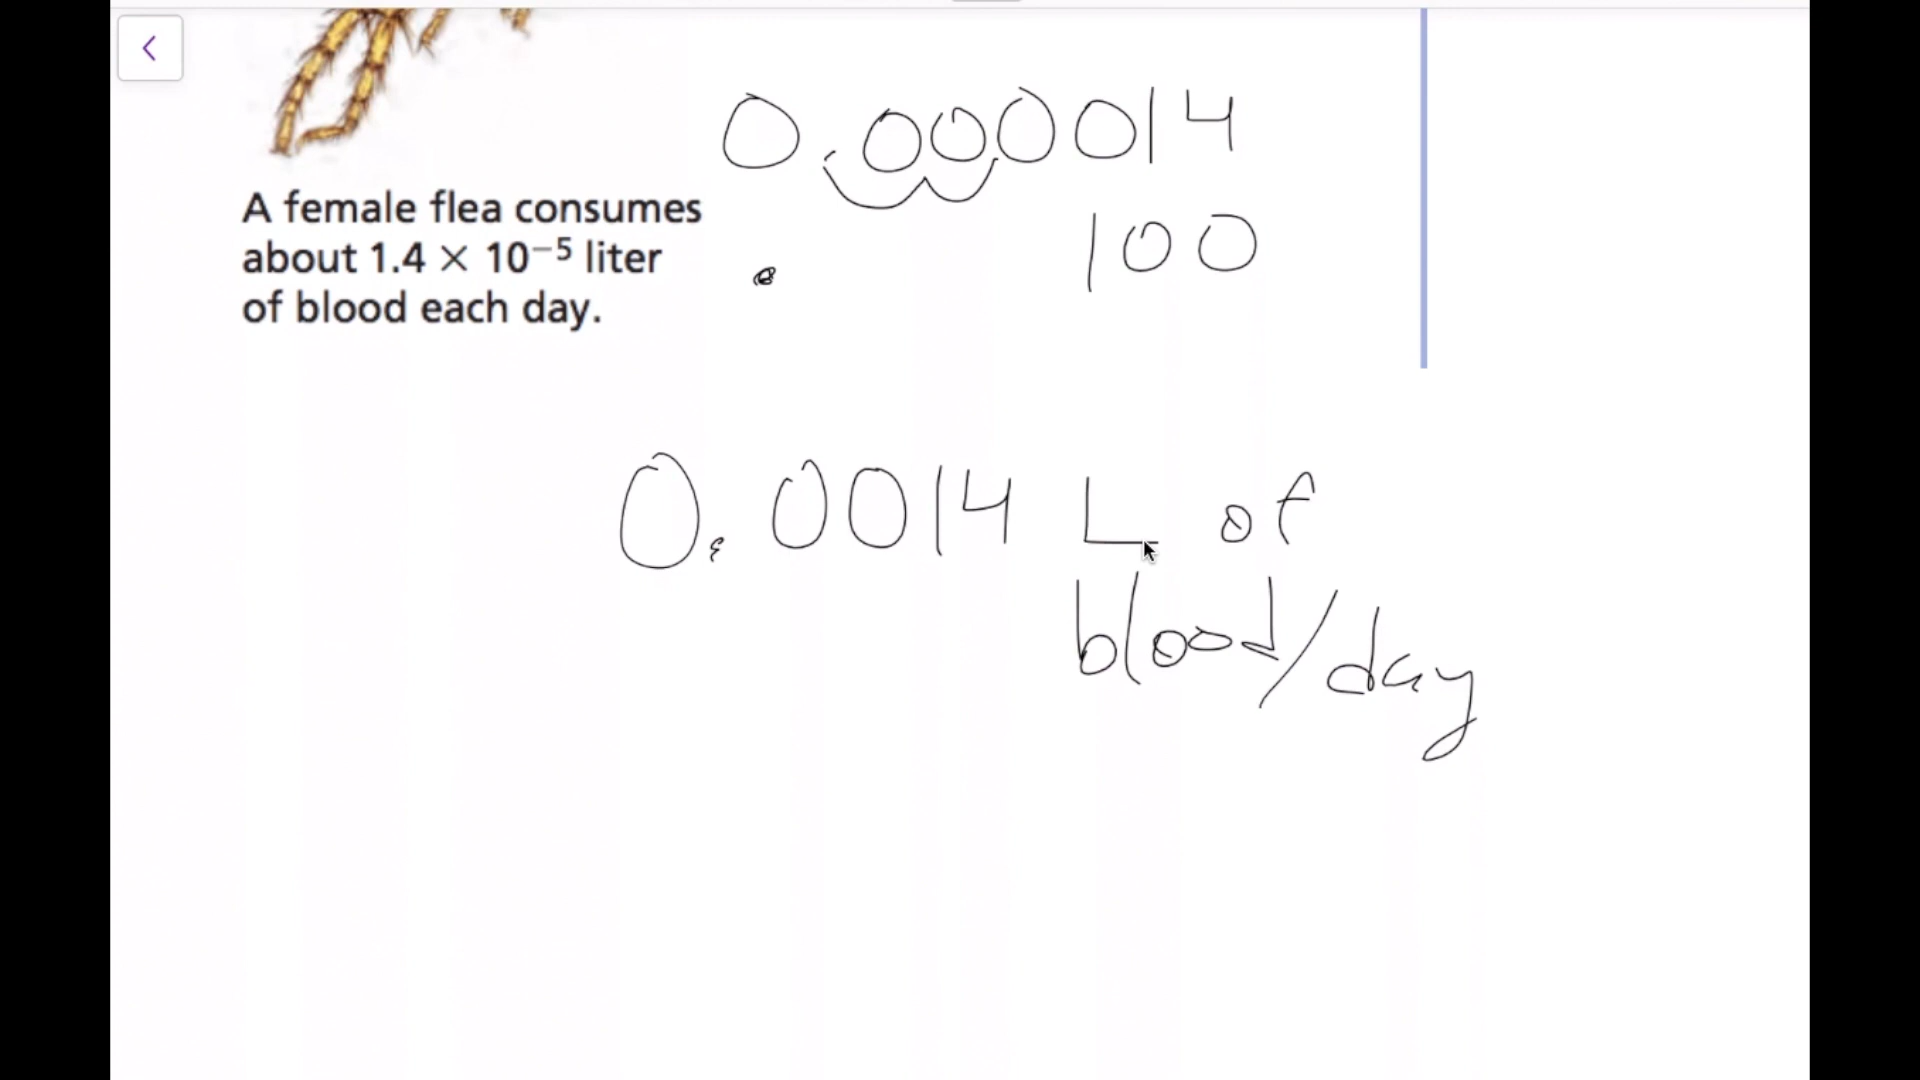 0.000014
A female flea consumes
about 1.4 × 10⁻⁵ liter
of blood each day.
100
0.0014 L of
blood/day